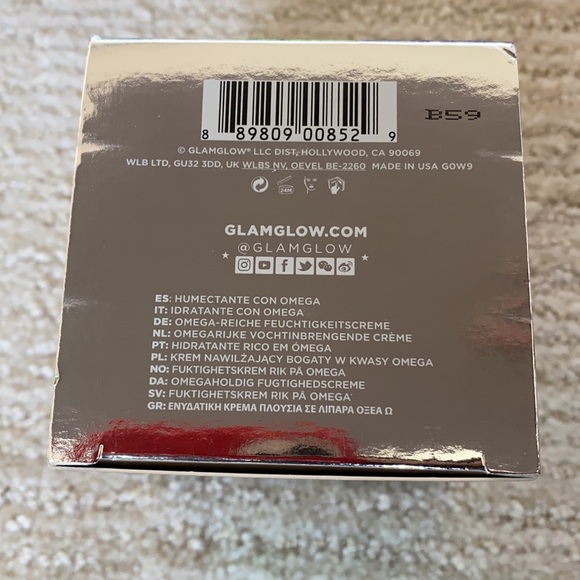 8 89809 00852 9
B59
© GLAMGLOW® LLC DIST, HOLLYWOOD, CA 90069
WLB LTD, GU32 3DD, UK WLBS NV, OEVEL BE-2260 MADE IN USA G0W9
24M
GLAMGLOW.COM
@GLAMGLOW
ES: HUMECTANTE CON OMEGA
IT: IDRATANTE CON OMEGA
DE: OMEGA-REICHE FEUCHTIGKEITSCREME
NL: OMEGARIJKE VOCHTINBRENGENDE CRÈME
PT: HIDRATANTE RICO EM ÓMEGA
PL: KREM NAWILŻAJĄCY BOGATY W KWASY OMEGA
NO: FUKTIGHETSKREM RIK PÅ OMEGA
DA: OMEGAHOLDIG FUGTIGHEDSCREME
SV: FUKTIGHETSKREM RIK PÅ OMEGA
GR: ΕΝΥΔΑΤΙΚΗ ΚΡΕΜΑ ΠΛΟΥΣΙΑ ΣΕ ΛΙΠΑΡΑ ΟΞΕΑ Ω